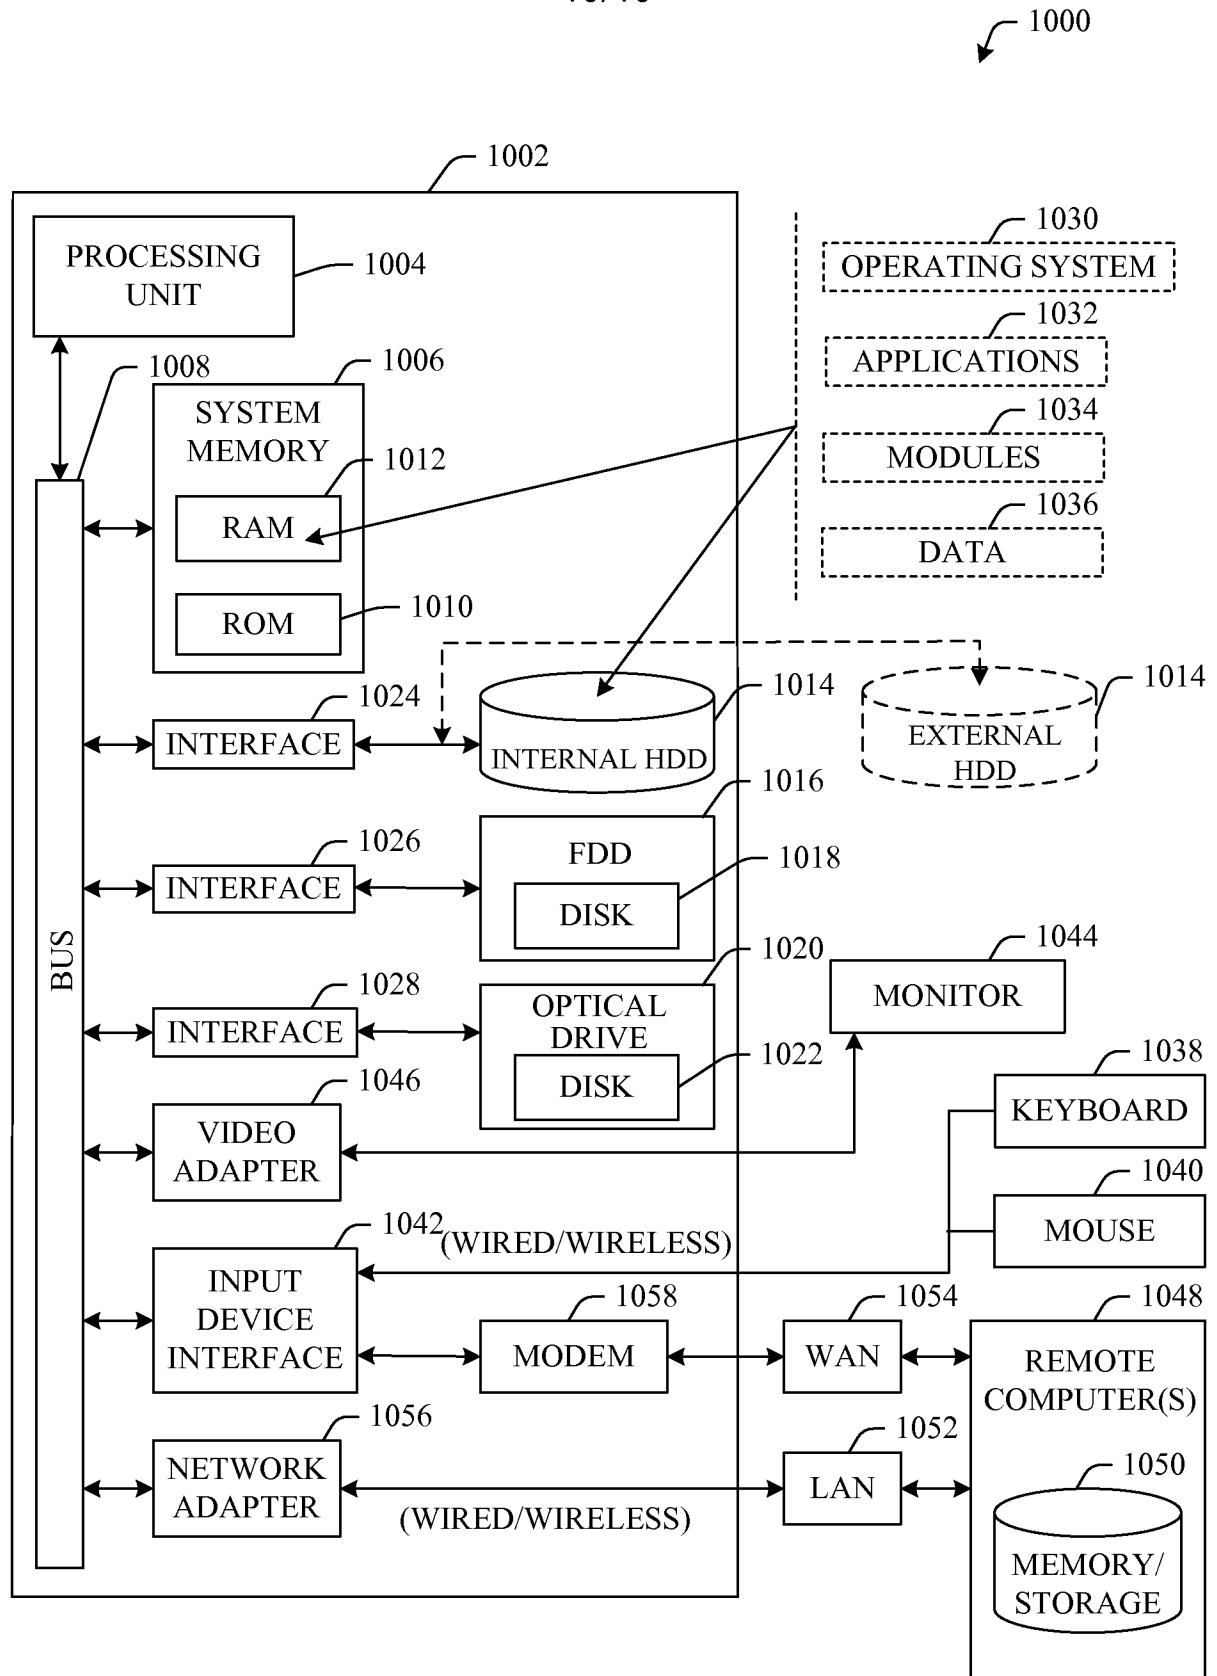 1000
1002
PROCESSING
UNIT
1004
1030
OPERATING SYSTEM
1032
APPLICATIONS
1034
MODULES
1036
DATA
1008
1006
SYSTEM
MEMORY
1012
RAM
1010
ROM
1024
INTERFACE
1014
INTERNAL HDD
1014
EXTERNAL
HDD
1016
FDD
1026
INTERFACE
1018
DISK
BUS
1020
OPTICAL
DRIVE
1028
INTERFACE
1022
DISK
1044
MONITOR
1046
VIDEO
ADAPTER
1038
KEYBOARD
1040
MOUSE
1042
(WIRED/WIRELESS)
INPUT
DEVICE
INTERFACE
1058
MODEM
1054
WAN
1048
REMOTE
COMPUTER(S)
1056
NETWORK
ADAPTER
(WIRED/WIRELESS)
1052
LAN
1050
MEMORY/
STORAGE